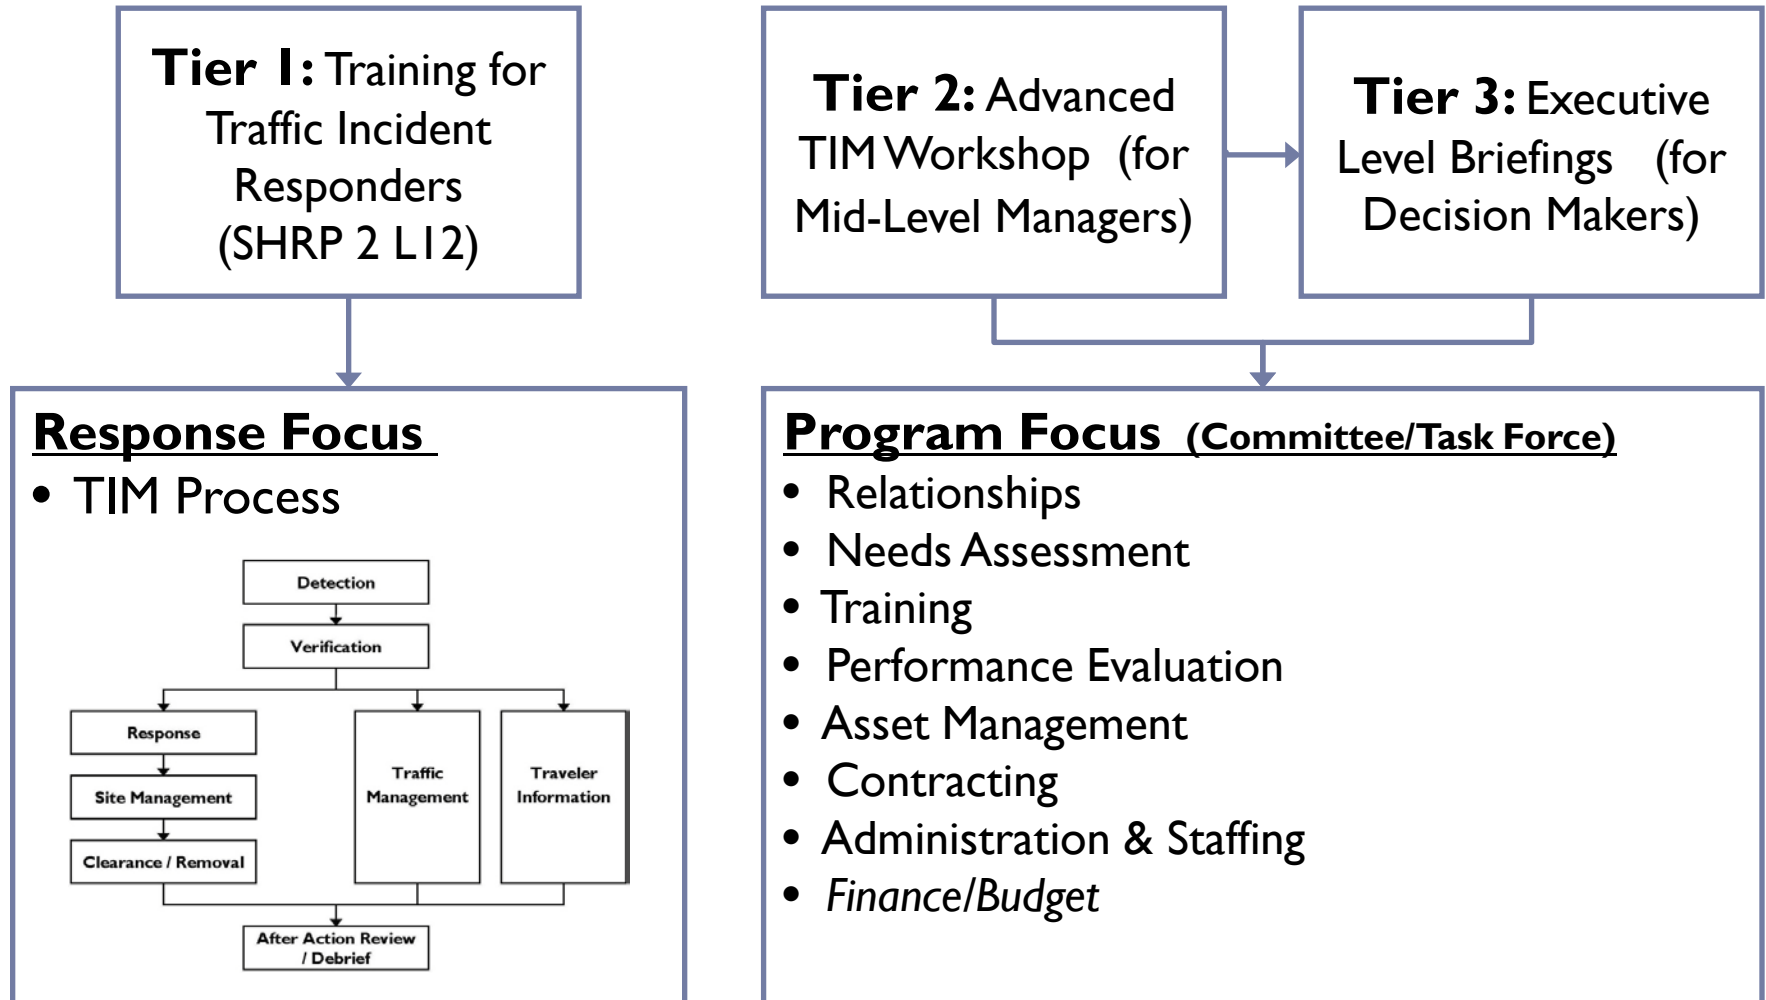 Tier 1: Training for
Traffic Incident
Responders
(SHRP 2 L12)
Tier 2: Advanced
TIM Workshop (for
Mid-Level Managers)
Tier 3: Executive
Level Briefings (for
Decision Makers)
Response Focus
• TIM Process
Detection
Verification
Response
Site Management
Clearance / Removal
Traffic
Management
Traveler
Information
After Action Review
/ Debrief
Program Focus (Committee/Task Force)
• Relationships
• Needs Assessment
• Training
• Performance Evaluation
• Asset Management
• Contracting
• Administration & Staffing
• Finance/Budget